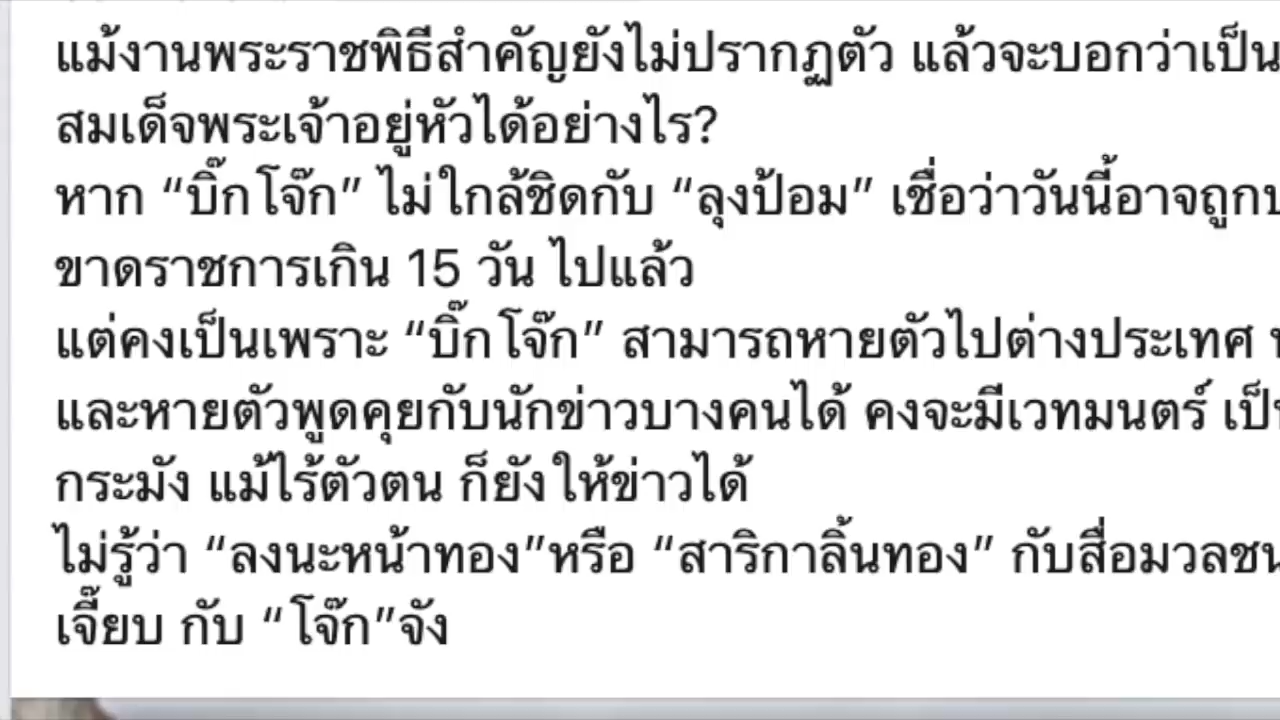 แม้งานพระราชพิธีสำคัญยังไม่ปรากฏตัว แล้วจะบอกว่าเป็น
สมเด็จพระเจ้าอยู่หัวได้อย่างไร?
หาก “บิ๊กโจ๊ก” ไม่ใกล้ชิดกับ “ลุงป้อม” เชื่อว่าวันนี้อาจถูก
ขาดราชการเกิน 15 วัน ไปแล้ว
แต่คงเป็นเพราะ “บิ๊กโจ๊ก” สามารถหายตัวไปต่างประเทศ
และหายตัวพูดคุยกับนักข่าวบางคนได้ คงจะมีเวทมนตร์
กระมัง แม้ไร้ตัวตน ก็ยังให้ข่าวได้
ไม่รู้ว่า “ลงนะหน้าทอง”หรือ “สาริกาลิ้นทอง” กับสื่อมวลชน
เจี๊ยบ กับ “โจ๊ก”จัง